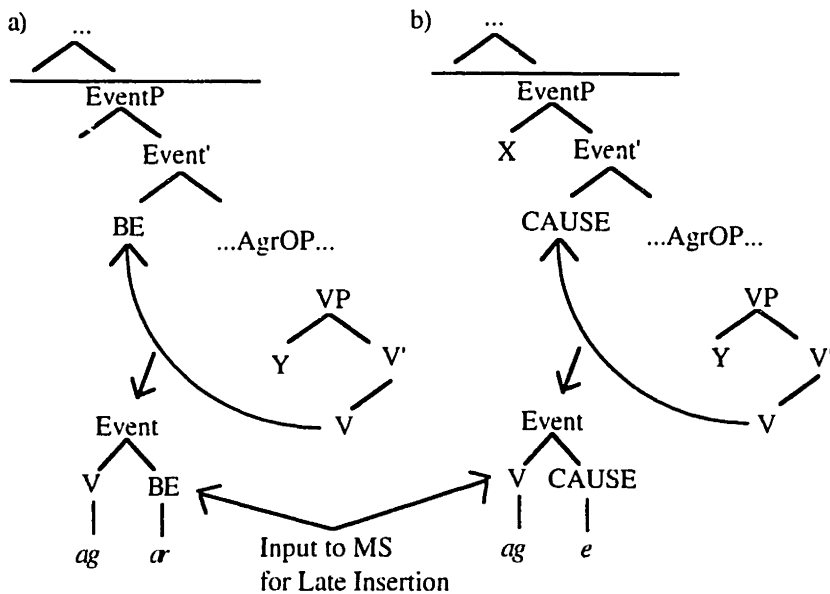 a)
...
EventP
Event'
BE
...AgrOP...
VP
Y
V'
V
Event
V
BE
ag
ar
b)
...
EventP
X
Event'
CAUSE
...AgrOP...
VP
Y
V'
V
Event
V
CAUSE
ag
e
Input to MS
for Late Insertion